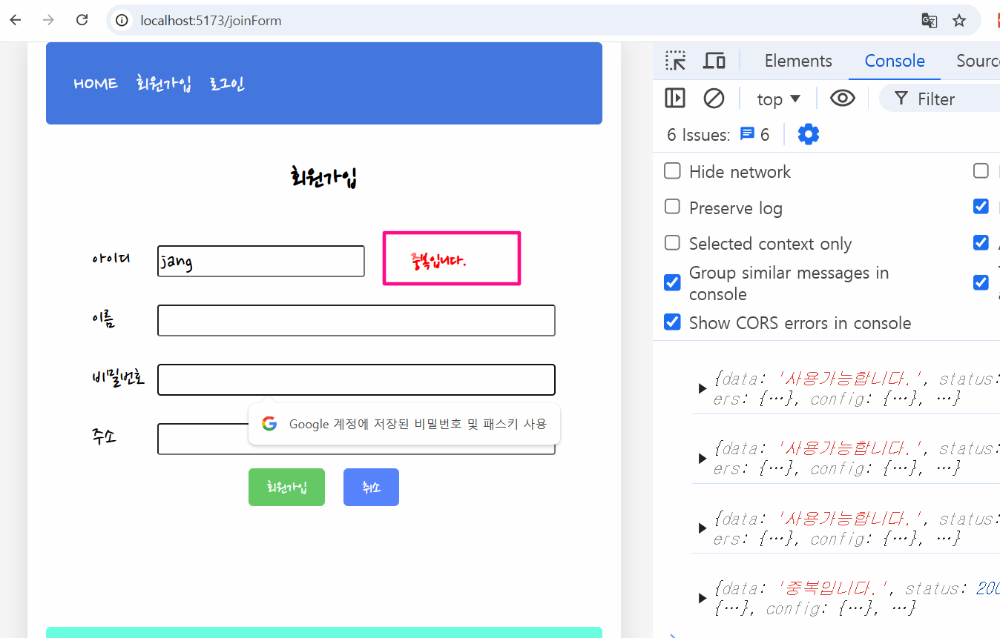 localhost:5173/joinForm
HOME 회원가입 로그인
회원가입
아이디 jang 중복입니다.
이름
비밀번호
Google 계정에 저장된 비밀번호 및 패스키 사용
주소
회원가입 취소
Elements Console
top Filter
6 Issues: 6
Hide network
Preserve log
Selected context only
Group similar messages in
console
Show CORS errors in console
{data: '사용가능합니다.', status:
ers: {…}, config: {…}, …}
{data: '사용가능합니다.', status:
ers: {…}, config: {…}, …}
{data: '사용가능합니다.', status:
ers: {…}, config: {…}, …}
{data: '중복입니다.', status: 200
{…}, config: {…}, …}